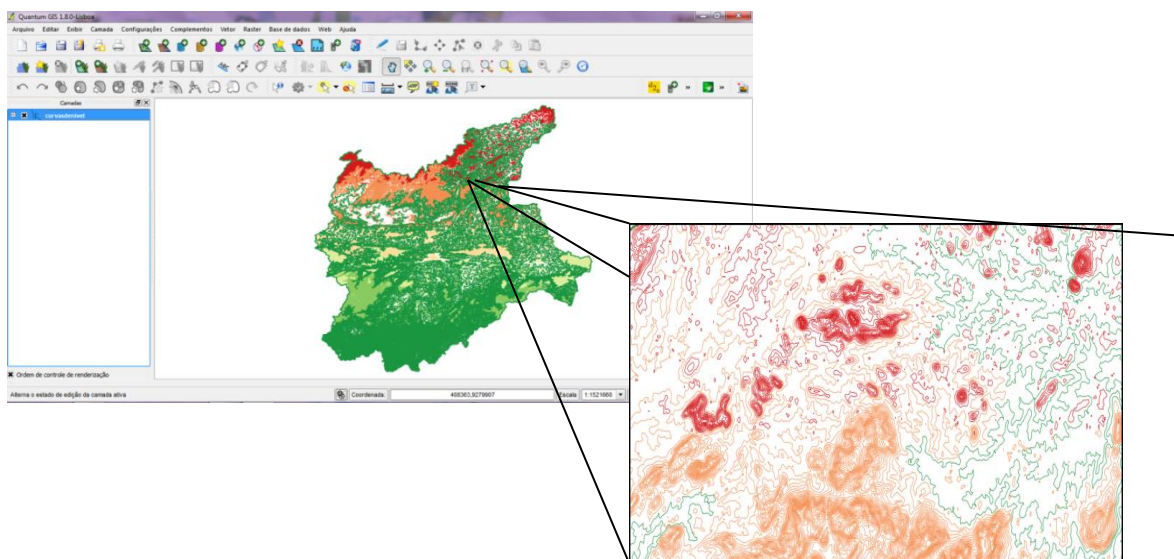 Quantum GIS 1.8.0-Lisboa
Arquivo Editar Exibir Camada Configurações Complementos Vetor Raster Base de dados Web Ajuda
Camadas
curvasdenivel
Ordem de controle de renderização
Alterna o estado de edição da camada ativa
Coordenada: 408363,9279987 Escala 1:1521660